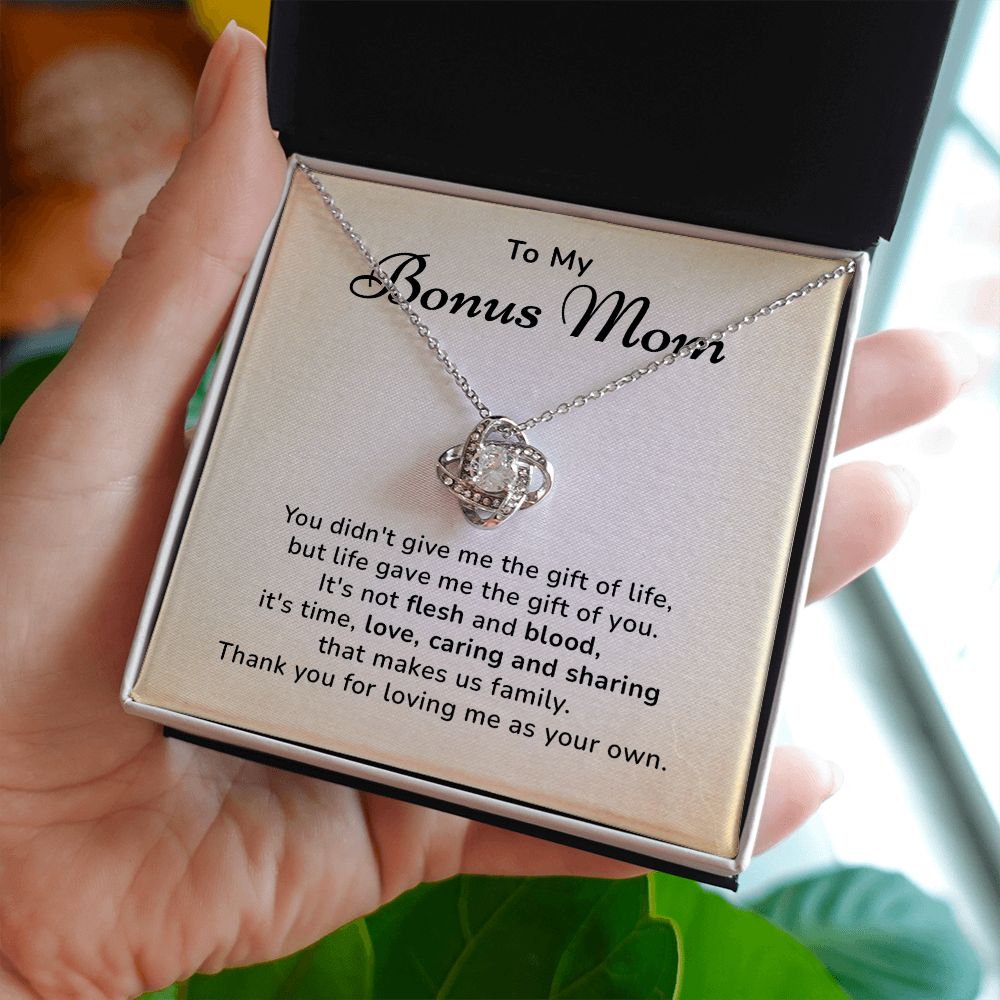 To My
Bonus Mom
You didn't give me the gift of life,
but life gave me the gift of you.
It's not flesh and blood,
it's time, love, caring and sharing
that makes us family.
Thank you for loving me as your own.